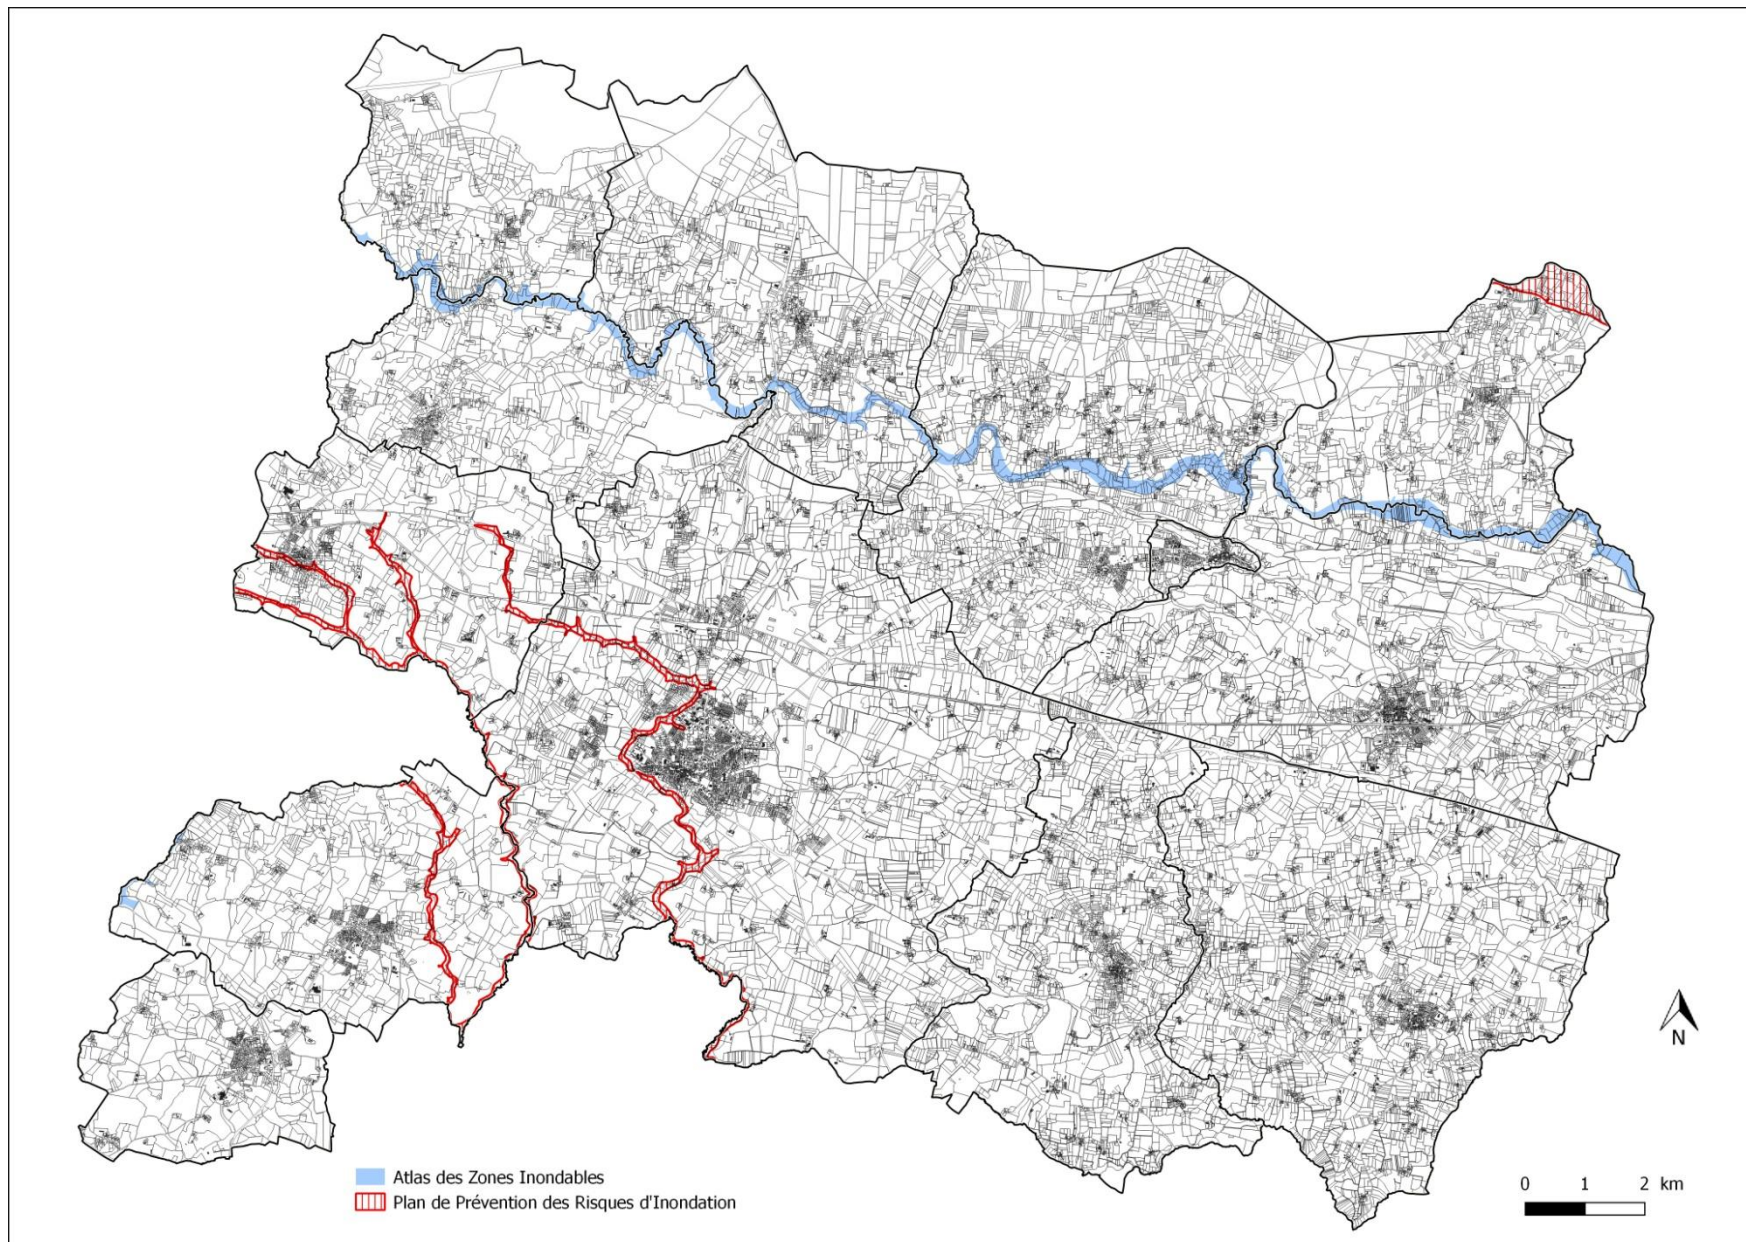 N
Atlas des Zones Inondables
Plan de Prévention des Risques d'Inondation
0 1 2 km